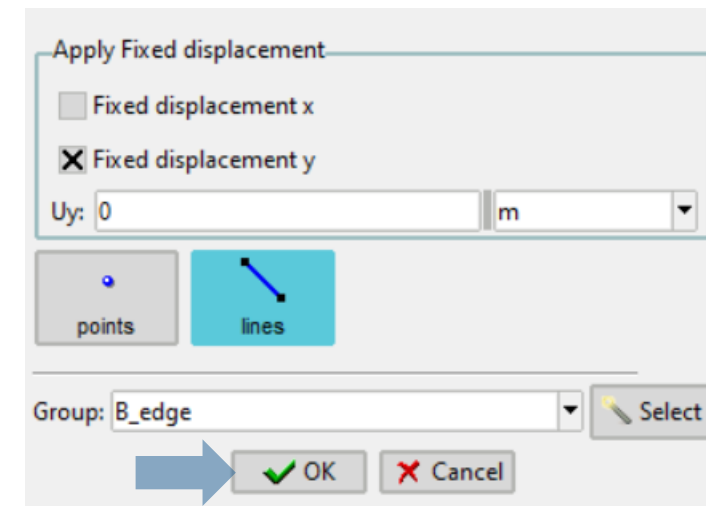 Apply Fixed displacement
Fixed displacement x
Fixed displacement y
Uy: 0 m
points lines
Group: B_edge Select
OK Cancel